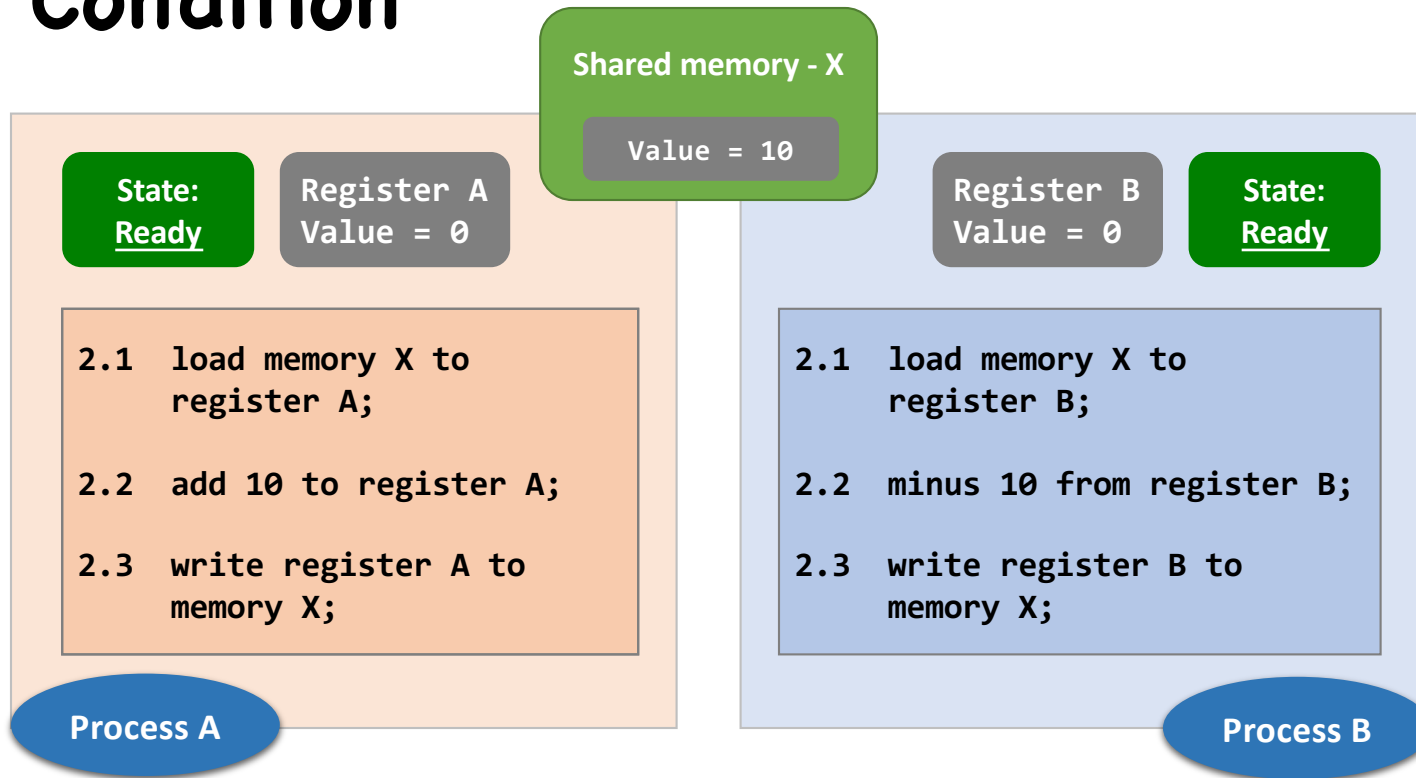 Condition
Shared memory - X
Value = 10
State:
Ready
Register A
Value = 0
2.1 load memory X to
register A;
2.2 add 10 to register A;
2.3 write register A to
memory X;
Process A
Register B
Value = 0
State:
Ready
2.1 load memory X to
register B;
2.2 minus 10 from register B;
2.3 write register B to
memory X;
Process B